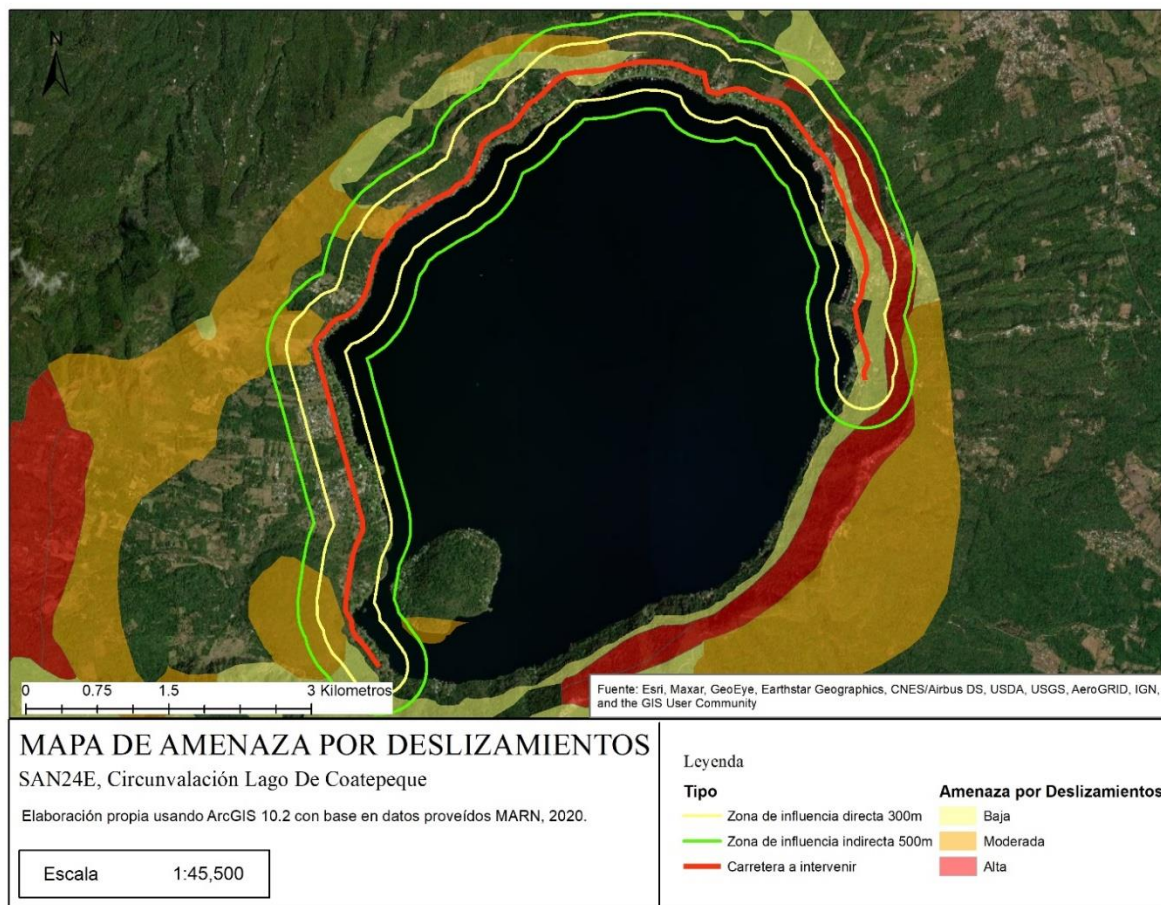 N
0 0.75 1.5 3 Kilometros
Fuente: Esri, Maxar, GeoEye, Earthstar Geographics, CNES/Airbus DS, USDA, USGS, AeroGRID, IGN,
and the GIS User Community
MAPA DE AMENAZA POR DESLIZAMIENTOS
SAN24E, Circunvalación Lago De Coatepeque
Elaboración propia usando ArcGIS 10.2 con base en datos proveídos MARN, 2020.
Escala 1:45,500
Leyenda
Tipo
Zona de influencia directa 300m
Zona de influencia indirecta 500m
Carretera a intervenir
Amenaza por Deslizamientos
Baja
Moderada
Alta